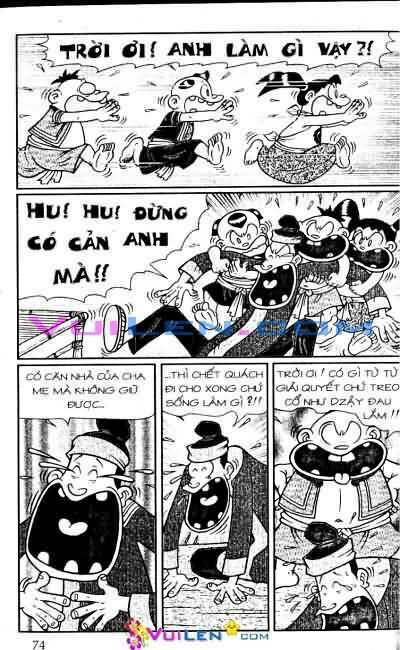 TRỜI ƠI! ANH LÀM GÌ VẬY?!
HU! HU! ĐỪNG
CÓ CẢN ANH
MÀ!!
VUILEN.COM
CÓ CĂN NHÀ CỦA CHA
MẸ MÀ KHÔNG GIỮ
ĐƯỢC...
...THÌ CHẾT QUÁCH
ĐI CHO XONG CHỨ
SỐNG LÀM GÌ?!!
TRỜI ƠI! CÓ GÌ TỪ TỪ
GIẢI QUYẾT CHỨ TREO
CỔ NHƯ DZẬY ĐAU
LẮM!!
74
VUILEN.COM